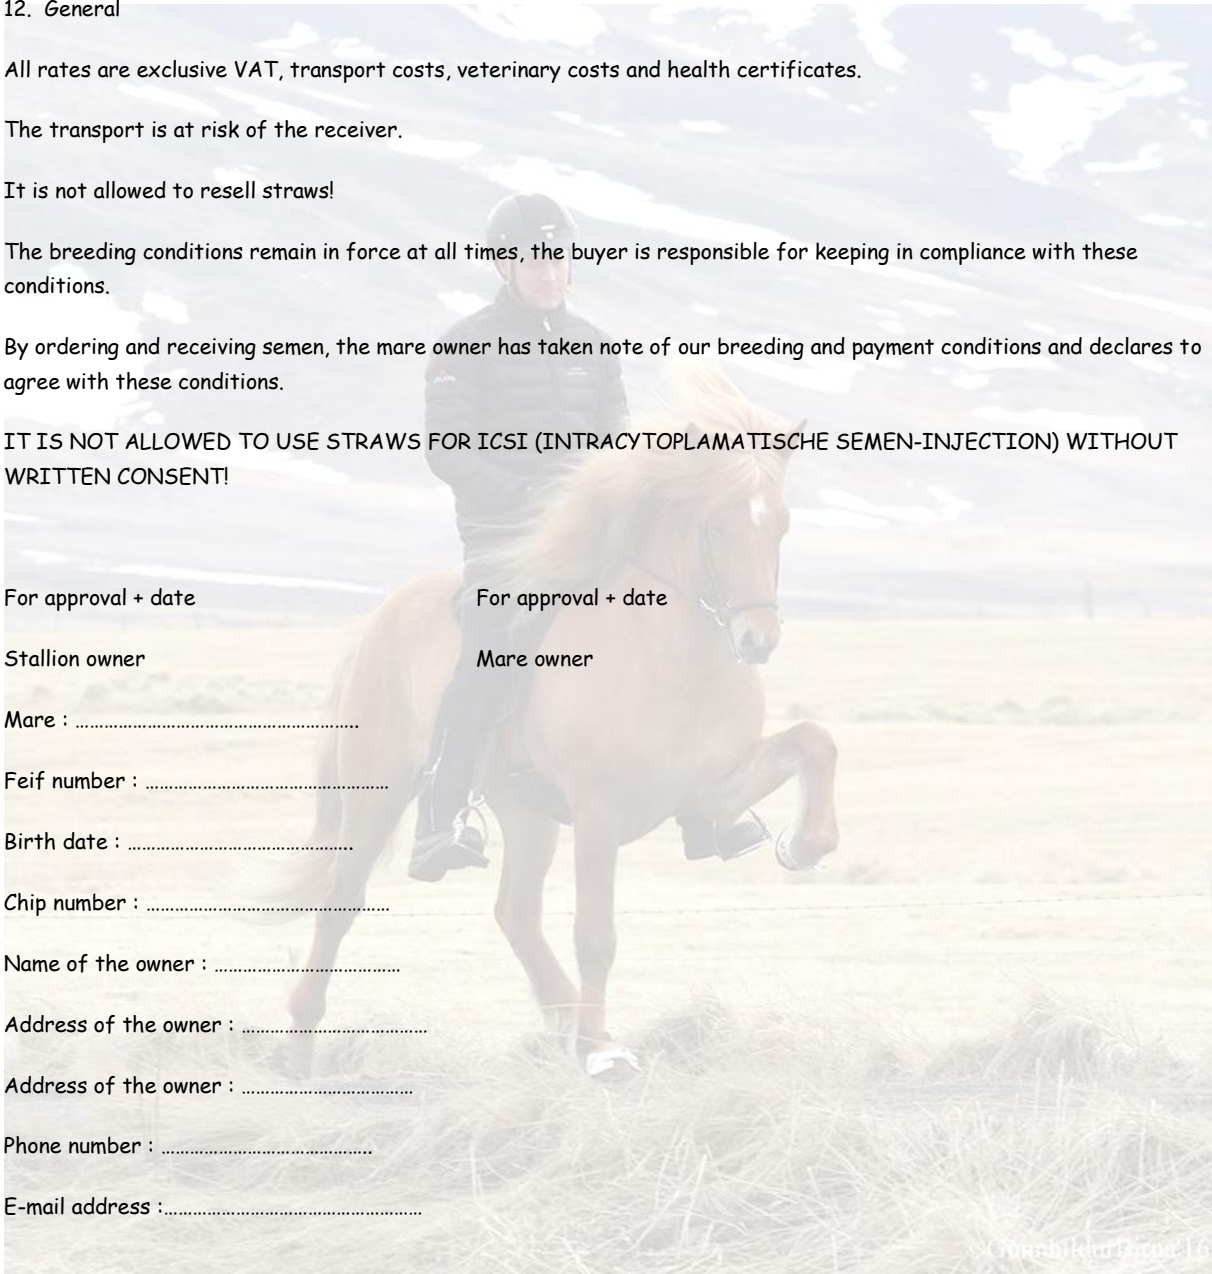 12. General
All rates are exclusive VAT, transport costs, veterinary costs and health certificates.
The transport is at risk of the receiver.
It is not allowed to resell straws!
The breeding conditions remain in force at all times, the buyer is responsible for keeping in compliance with these
conditions.
By ordering and receiving semen, the mare owner has taken note of our breeding and payment conditions and declares to
agree with these conditions.
IT IS NOT ALLOWED TO USE STRAWS FOR ICSI (INTRACYTOPLAMATISCHE SEMEN-INJECTION) WITHOUT
WRITTEN CONSENT!
For approval + date For approval + date
Stallion owner Mare owner
Mare : …………………………………………………..
Feif number : ……………………………………………
Birth date : ………………………………………..
Chip number : ……………………………………………
Name of the owner : …………………………………
Address of the owner : …………………………………
Address of the owner : ………………………………
Phone number : ……………………………………..
E-mail address :………………………………………………